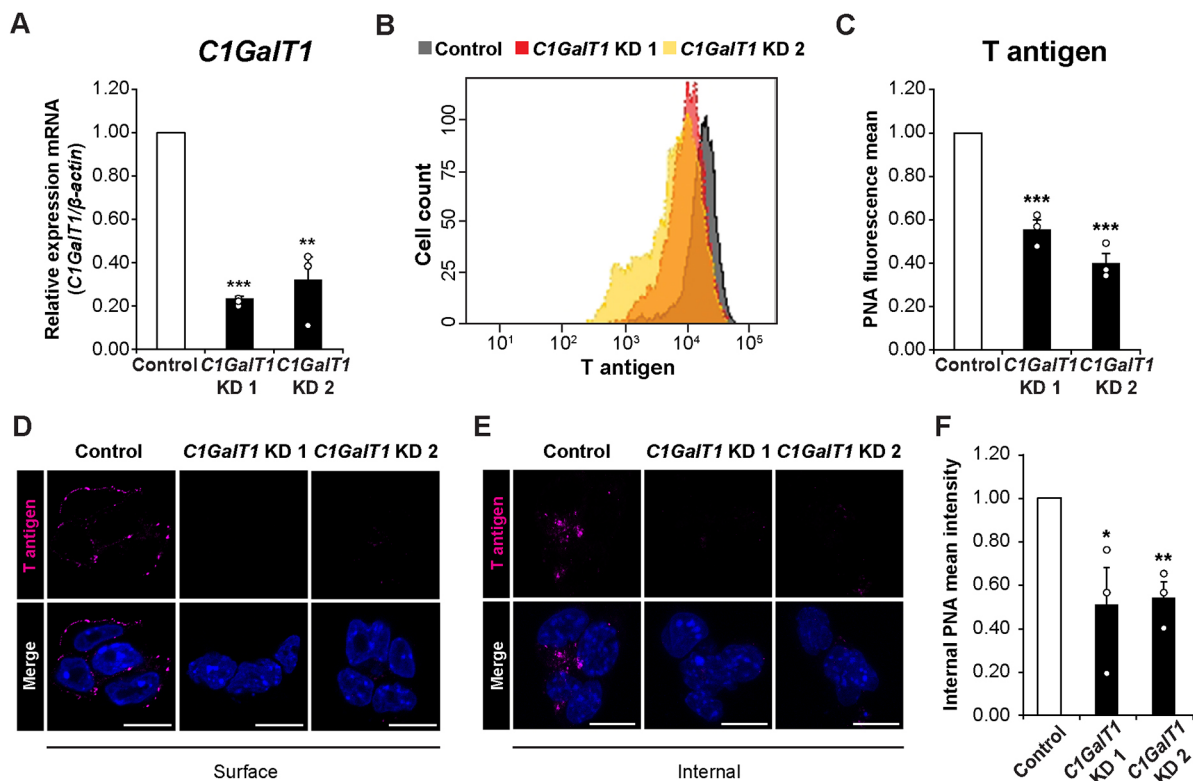 A
C1GalT1
Relative expression mRNA
(C1GalT1/β-actin)
1.20
1.00
0.80
0.60
0.40
0.20
0.00
***
**
Control
C1GalT1
KD 1
C1GalT1
KD 2
B
Control
C1GalT1 KD 1
C1GalT1 KD 2
Cell count
100
75
50
25
0
10¹
10²
10³
10⁴
10⁵
T antigen
C
T antigen
PNA fluorescence mean
1.20
1.00
0.80
0.60
0.40
0.20
0.00
***
***
Control
C1GalT1
KD 1
C1GalT1
KD 2
D
Control
C1GalT1 KD 1
C1GalT1 KD 2
T antigen
Merge
Surface
E
Control
C1GalT1 KD 1
C1GalT1 KD 2
T antigen
Merge
Internal
F
Internal PNA mean intensity
1.20
1.00
0.80
0.60
0.40
0.20
0.00
*
**
Control
C1GalT1
KD 1
C1GalT1
KD 2